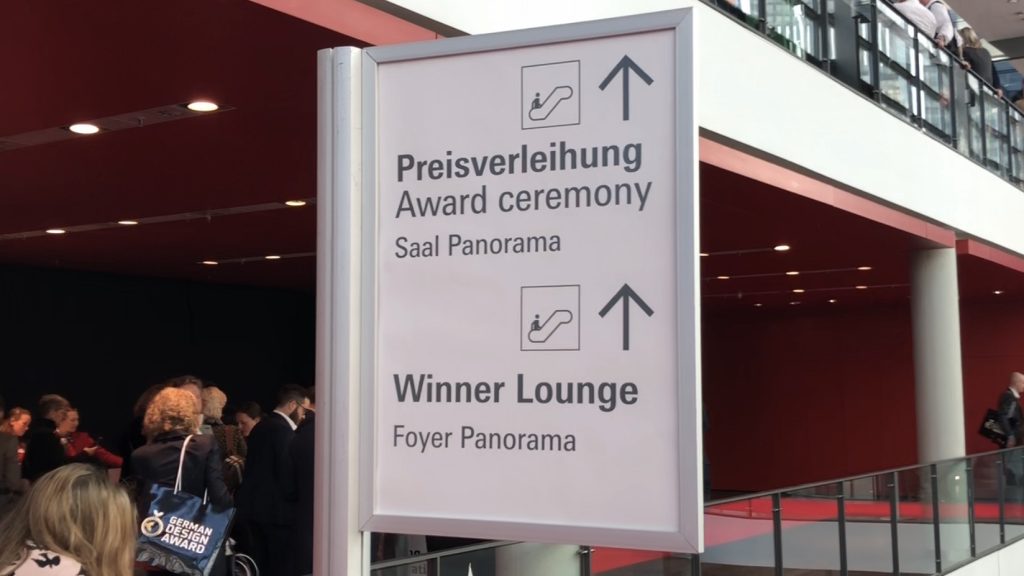 Preisverleihung
Award ceremony
Saal Panorama
Winner Lounge
Foyer Panorama
GERMAN
DESIGN
AWARD